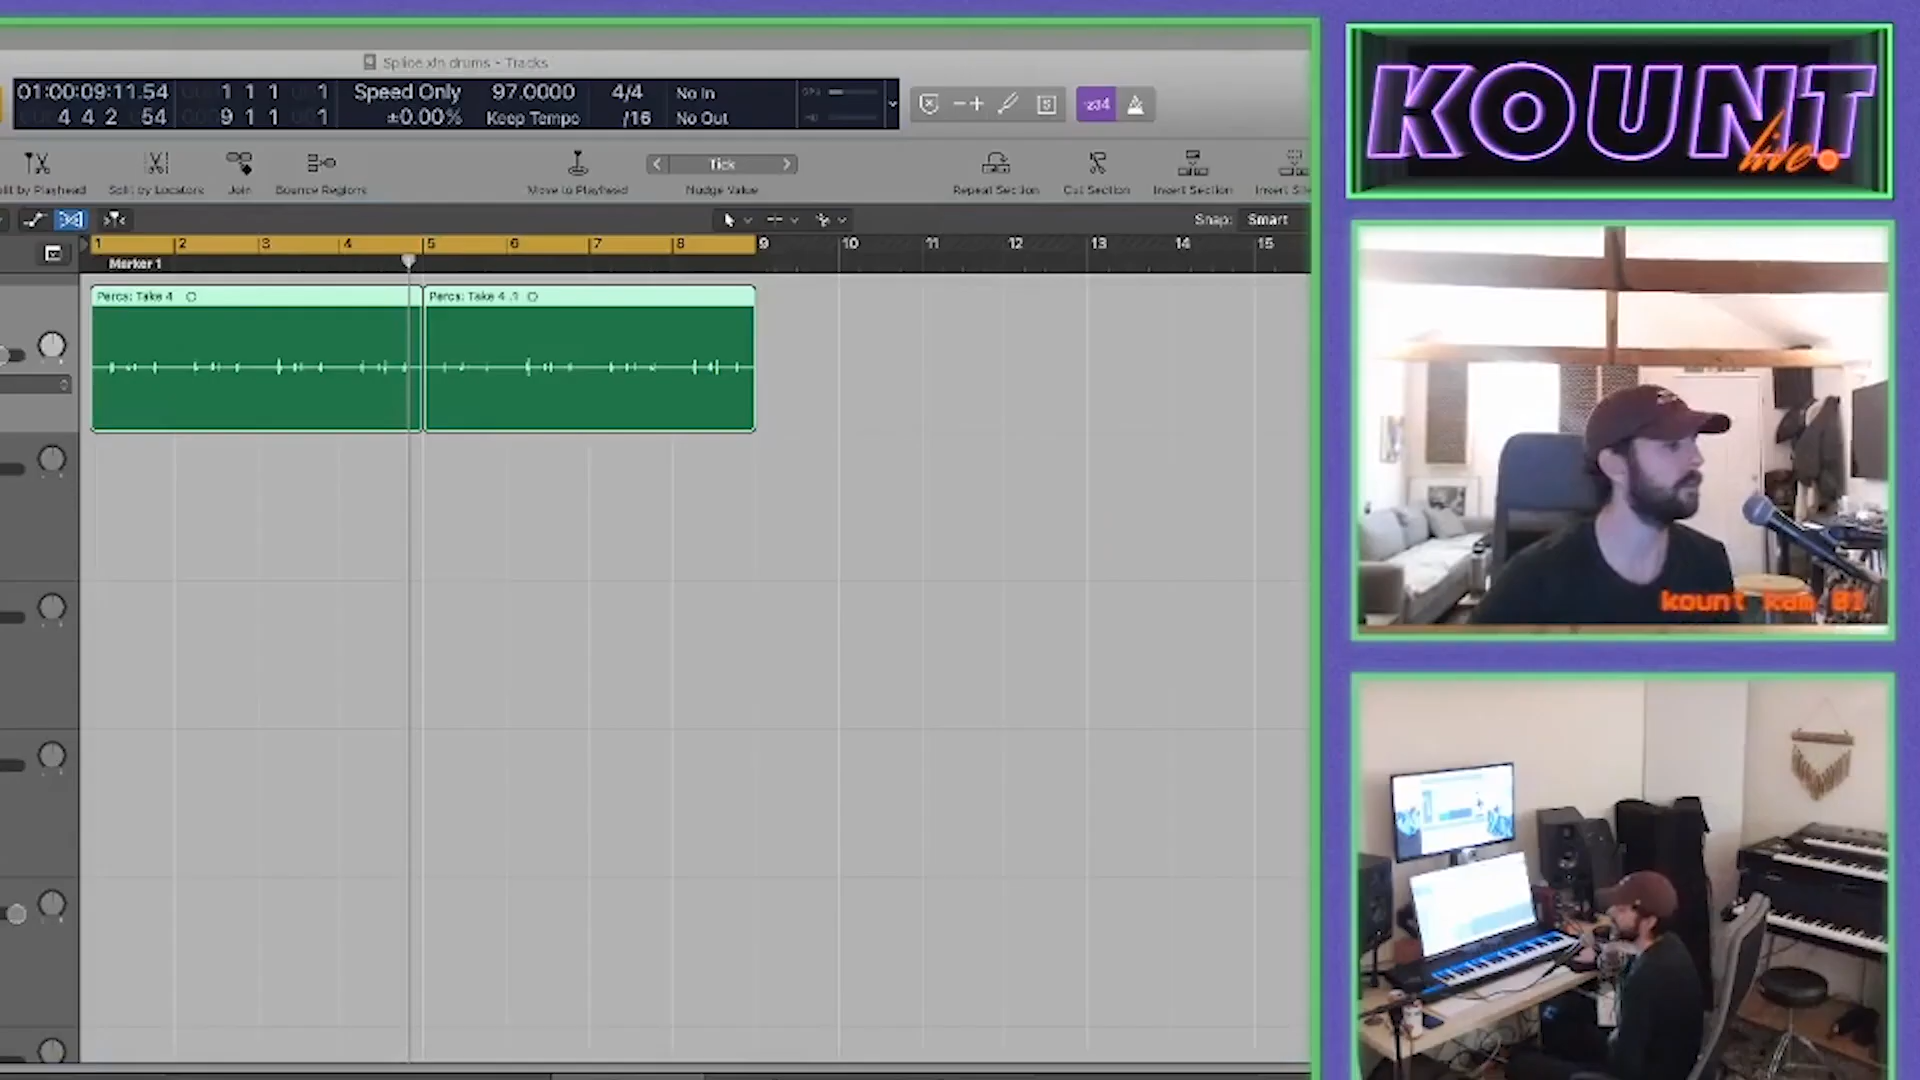 Splice xln drums - Tracks
01:00:09:11.54 1 1 1 1 Speed Only 97.0000 4/4 No In
4 4 2 54 9 1 1 1 ±0.00% Keep Tempo /16 No Out
1234
Tick
Split by Locators Join Bounce Regions Move to Playhead Nudge Value Repeat Section Cut Section Insert Section
Snap: Smart
1 2 3 4 5 6 7 8 9 10 11 12 13 14 15
Marker 1
Percs: Take 4 Percs: Take 4.1
KOUNT
live
kount kam 01